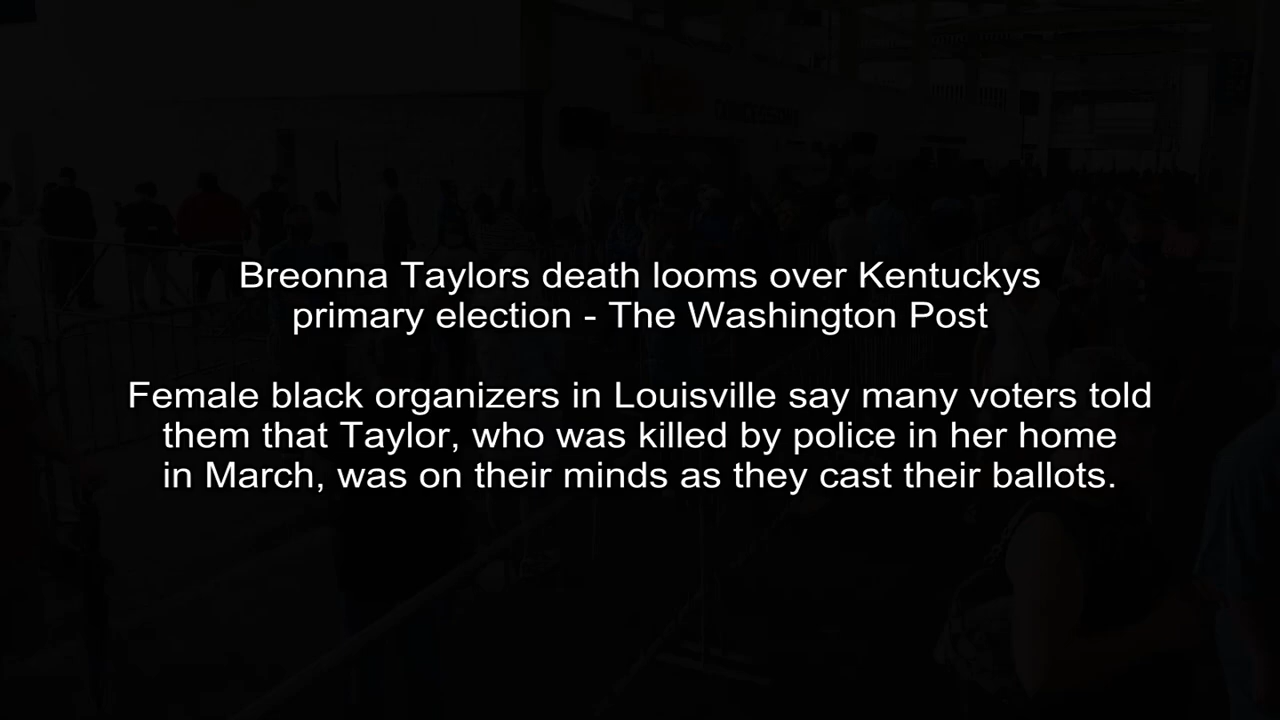 Breonna Taylors death looms over Kentuckys
primary election - The Washington Post
Female black organizers in Louisville say many voters told
them that Taylor, who was killed by police in her home
in March, was on their minds as they cast their ballots.